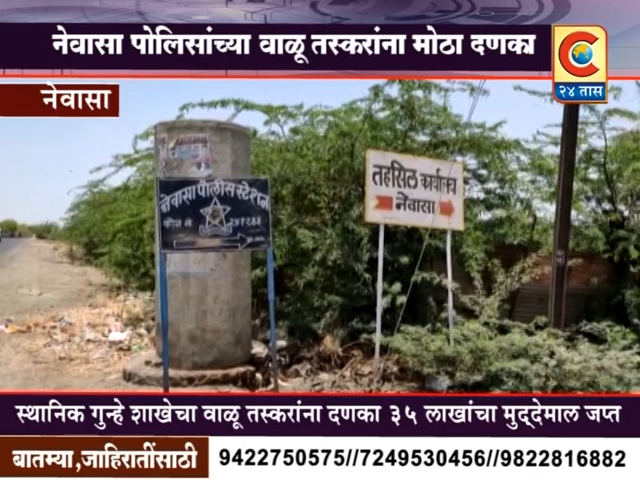 नेवासा पोलिसांच्या वाळू तस्करांना मोठा दणका
C
२४ तास
नेवासा
नेवासा पोलीस स्टेशन
फोन नं
तहसिल कार्यालय
नेवासा
स्थानिक गुन्हे शाखेचा वाळू तस्करांना दणका ३५ लाखांचा मुद्देमाल जप्त
बातम्या,जाहिरातींसाठी
9422750575//7249530456//9822816882